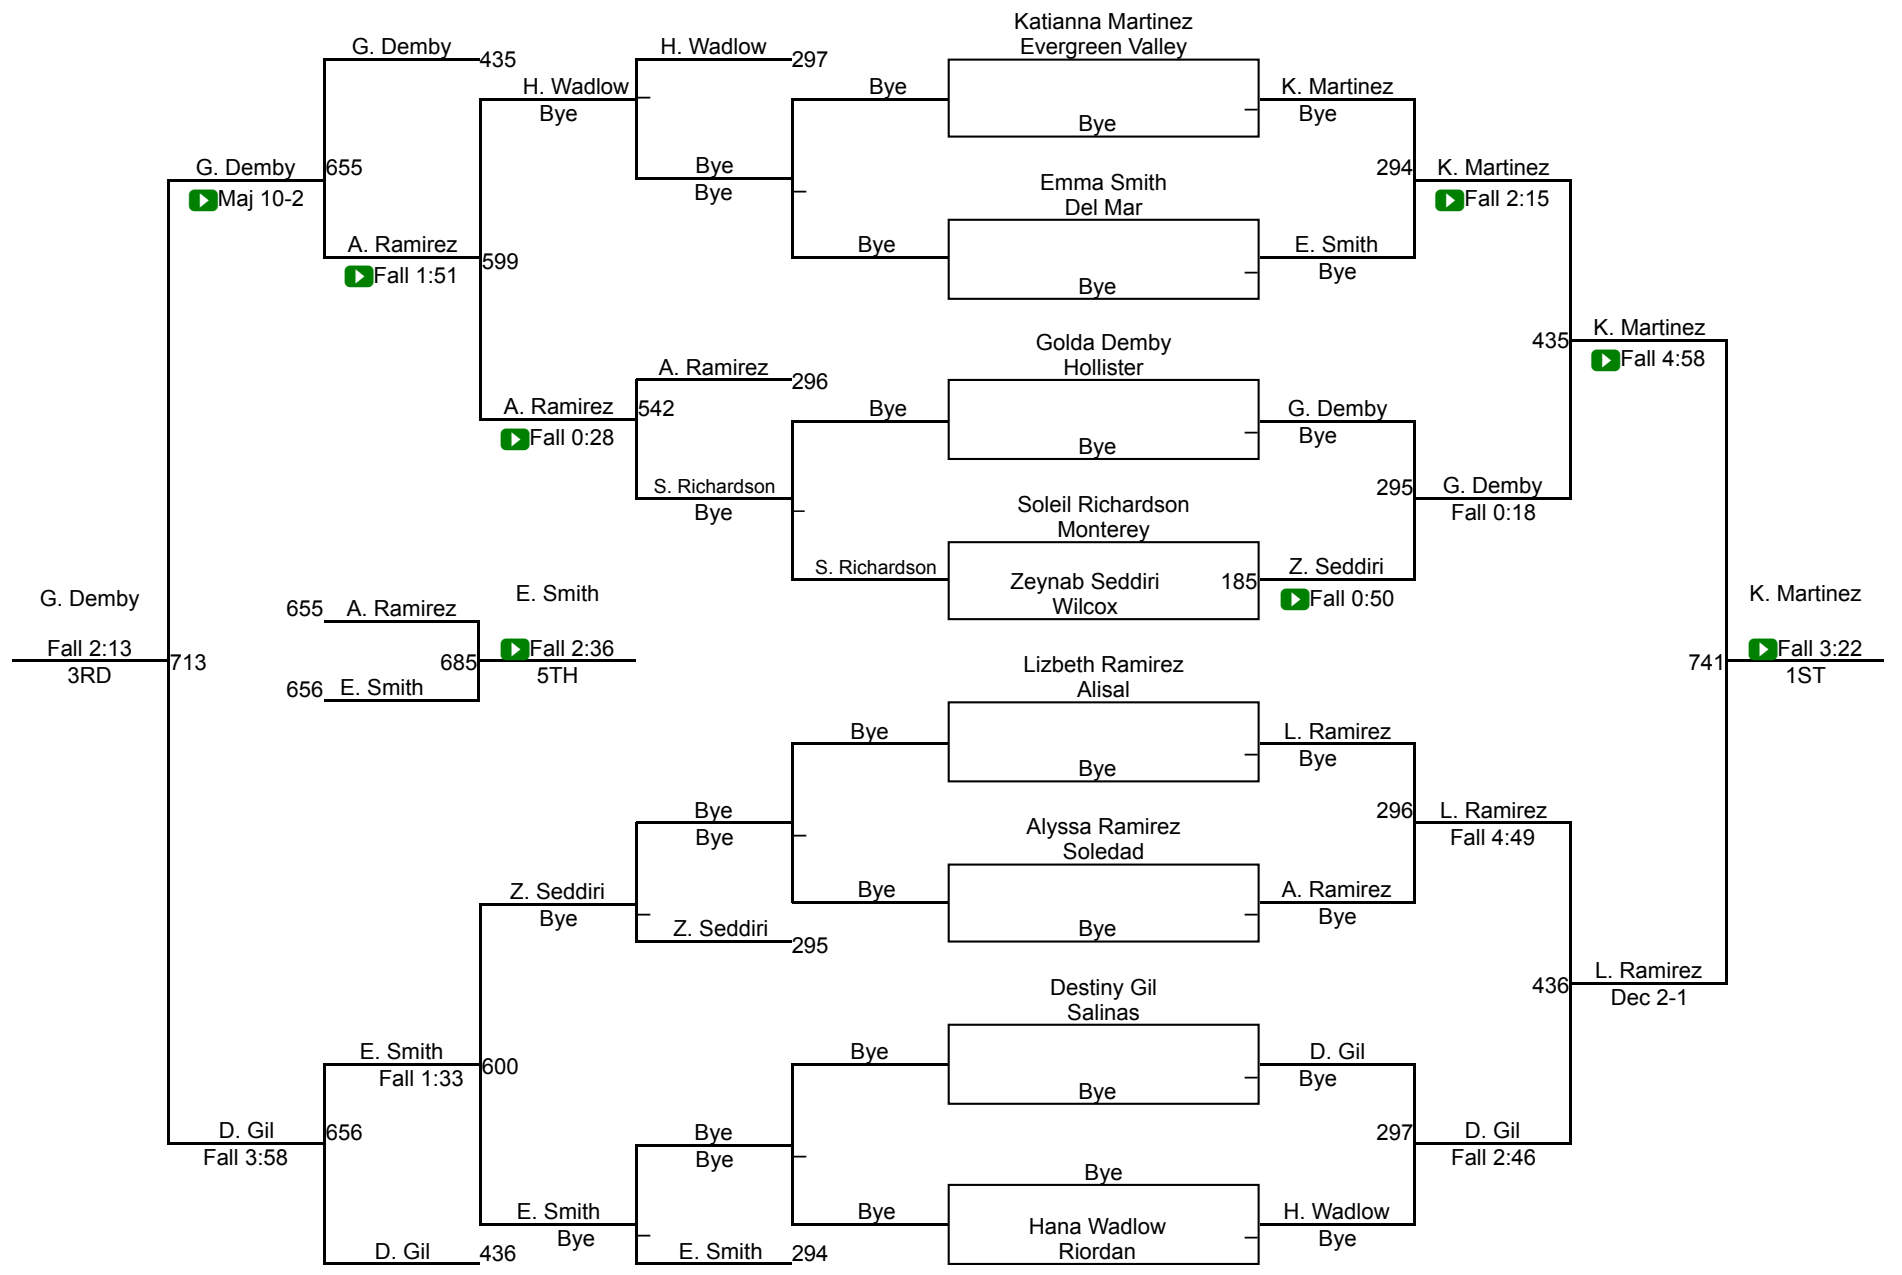 Katianna Martinez
G. Demby
H. Wadlow
Evergreen Valley
435
297
H. Wadlow
Bye
K. Martinez
Bye
Bye
Bye
G. Demby
655
Bye
294
K. Martinez
Maj 10-2
Bye
Emma Smith
Fall 2:15
Del Mar
A. Ramirez
599
Bye
E. Smith
Fall 1:51
Bye
Bye
Golda Demby
435
K. Martinez
Hollister
Fall 4:58
A. Ramirez
296
A. Ramirez
542
Bye
G. Demby
Fall 0:28
Bye
Bye
S. Richardson
295
G. Demby
Bye
Soleil Richardson
Fall 0:18
Monterey
S. Richardson
Zeynab Seddiri
185
Z. Seddiri
Wilcox
Fall 0:50
G. Demby
655
A. Ramirez
E. Smith
K. Martinez
Fall 2:13
713
685
Fall 2:36
741
Fall 3:22
3RD
656
E. Smith
5TH
1ST
Lizbeth Ramirez
Alisal
Bye
L. Ramirez
Bye
Bye
Bye
296
L. Ramirez
Bye
Alyssa Ramirez
Fall 4:49
Soledad
Z. Seddiri
Bye
A. Ramirez
Bye
Bye
Z. Seddiri
295
Bye
Destiny Gil
436
L. Ramirez
Salinas
Dec 2-1
E. Smith
600
Bye
D. Gil
Fall 1:33
Bye
Bye
D. Gil
656
Bye
297
D. Gil
Fall 3:58
Bye
Bye
Fall 2:46
E. Smith
Bye
Hana Wadlow
H. Wadlow
Bye
Riordan
Bye
D. Gil
436
E. Smith
294